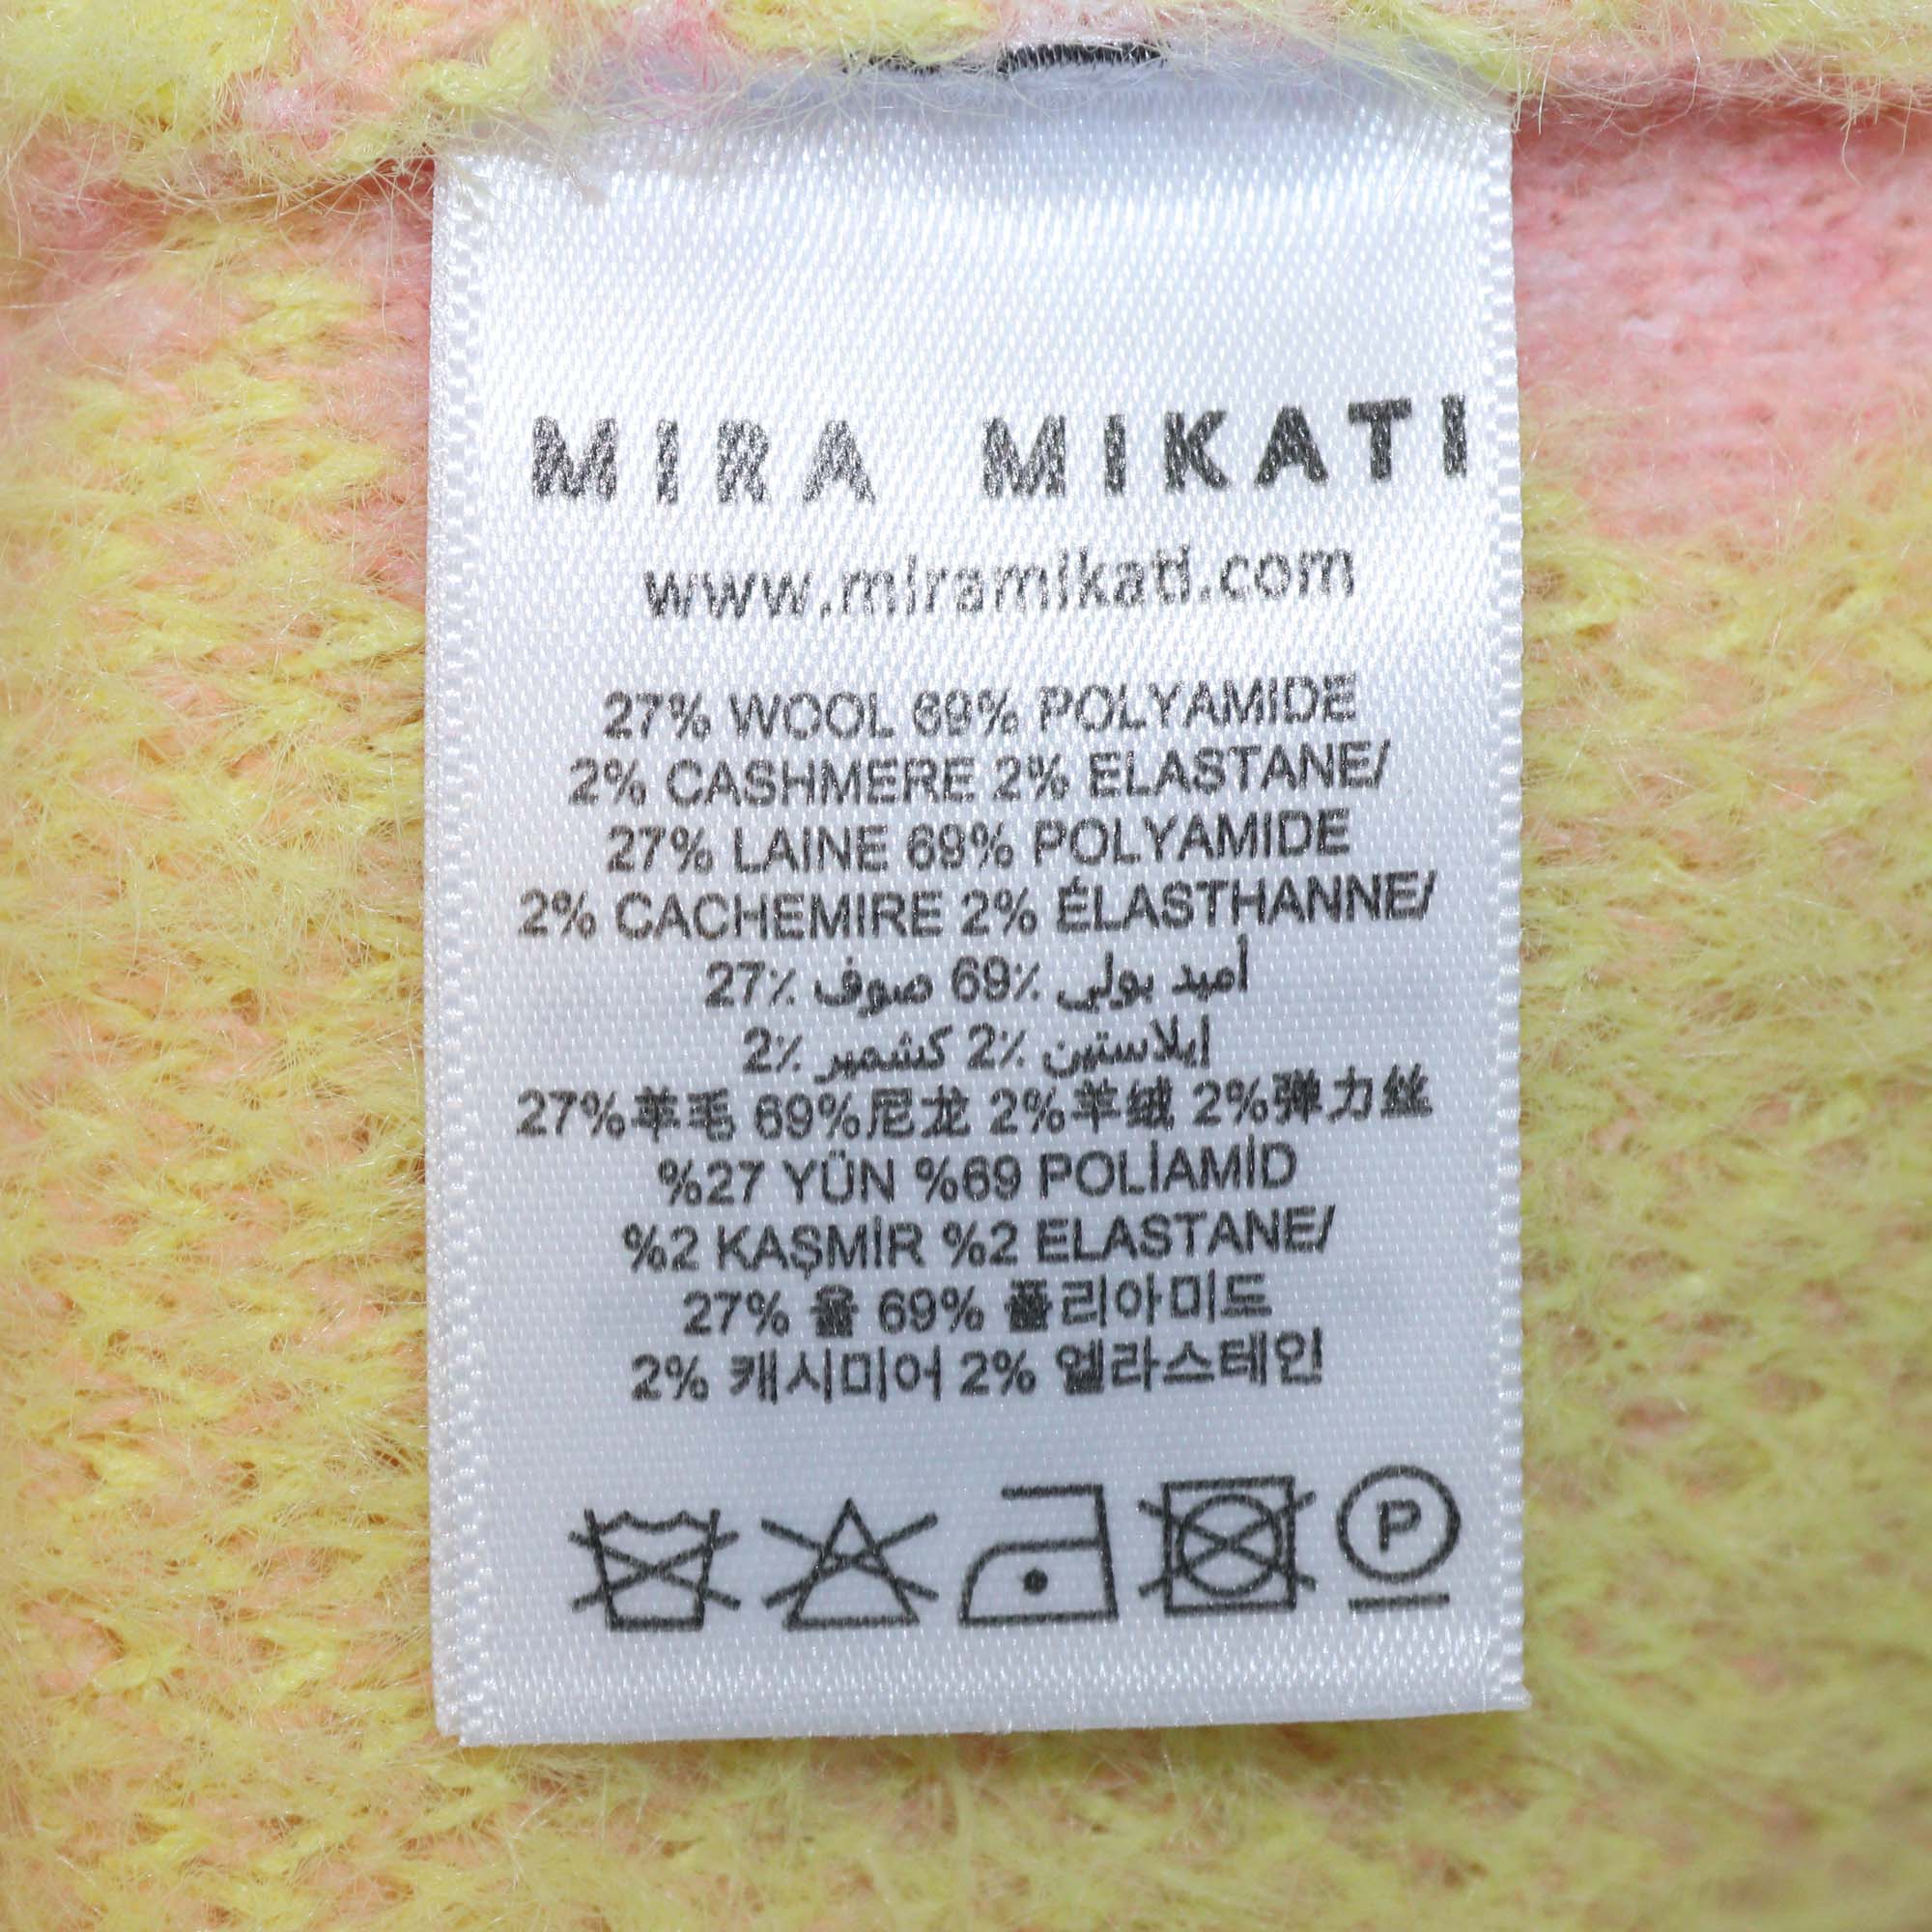 MIRA MIKATI
www.miramikati.com
27% WOOL 69% POLYAMIDE
2% CASHMERE 2% ELASTANE/
27% LAINE 69% POLYAMIDE
2% CACHEMIRE 2% ÉLASTHANNE/
27٪ صوف 69٪ بولي أميد
2٪ كشمير 2٪ إيلاستين
27%羊毛 69%尼龙 2%羊绒 2%弹力丝
%27 YÜN %69 POLİAMİD
%2 KAŞMİR %2 ELASTANE/
27% 울 69% 폴리아미드
2% 캐시미어 2% 엘라스테인
P